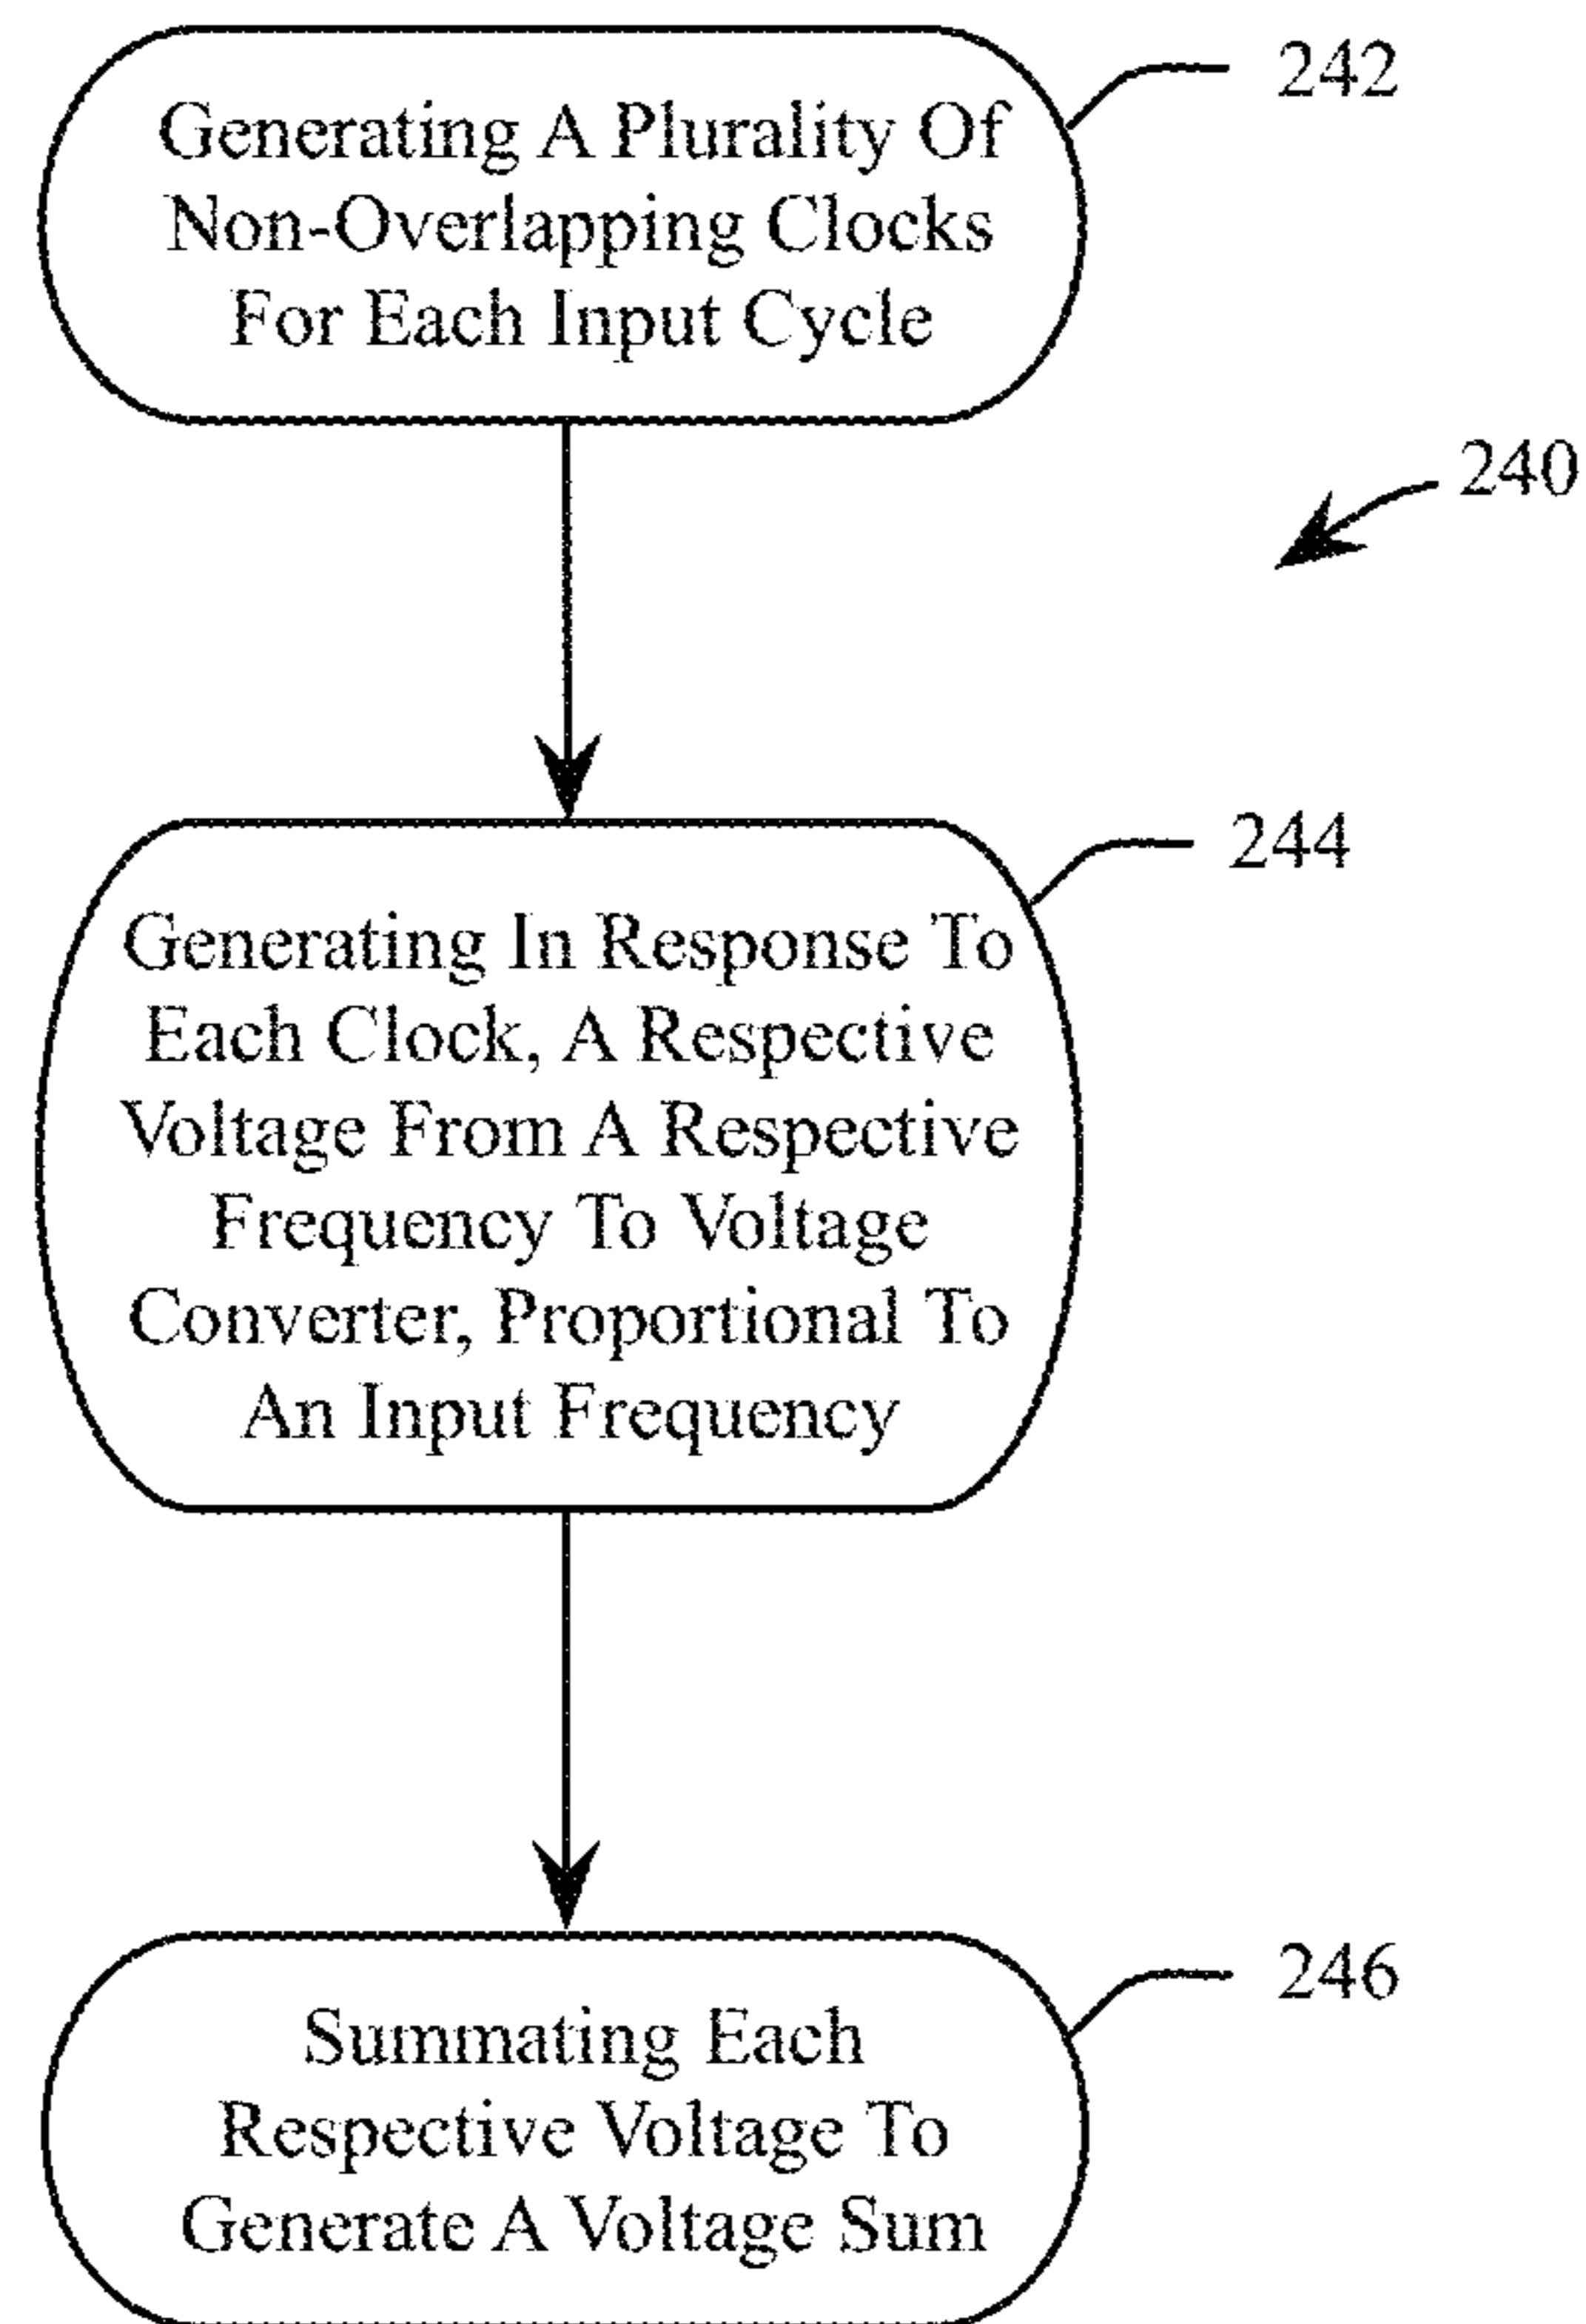 Generating A Plurality Of
Non-Overlapping Clocks
For Each Input Cycle
242
240
Generating In Response To
Each Clock, A Respective
Voltage From A Respective
Frequency To Voltage
Converter, Proportional To
An Input Frequency
244
Summating Each
Respective Voltage To
Generate A Voltage Sum
246